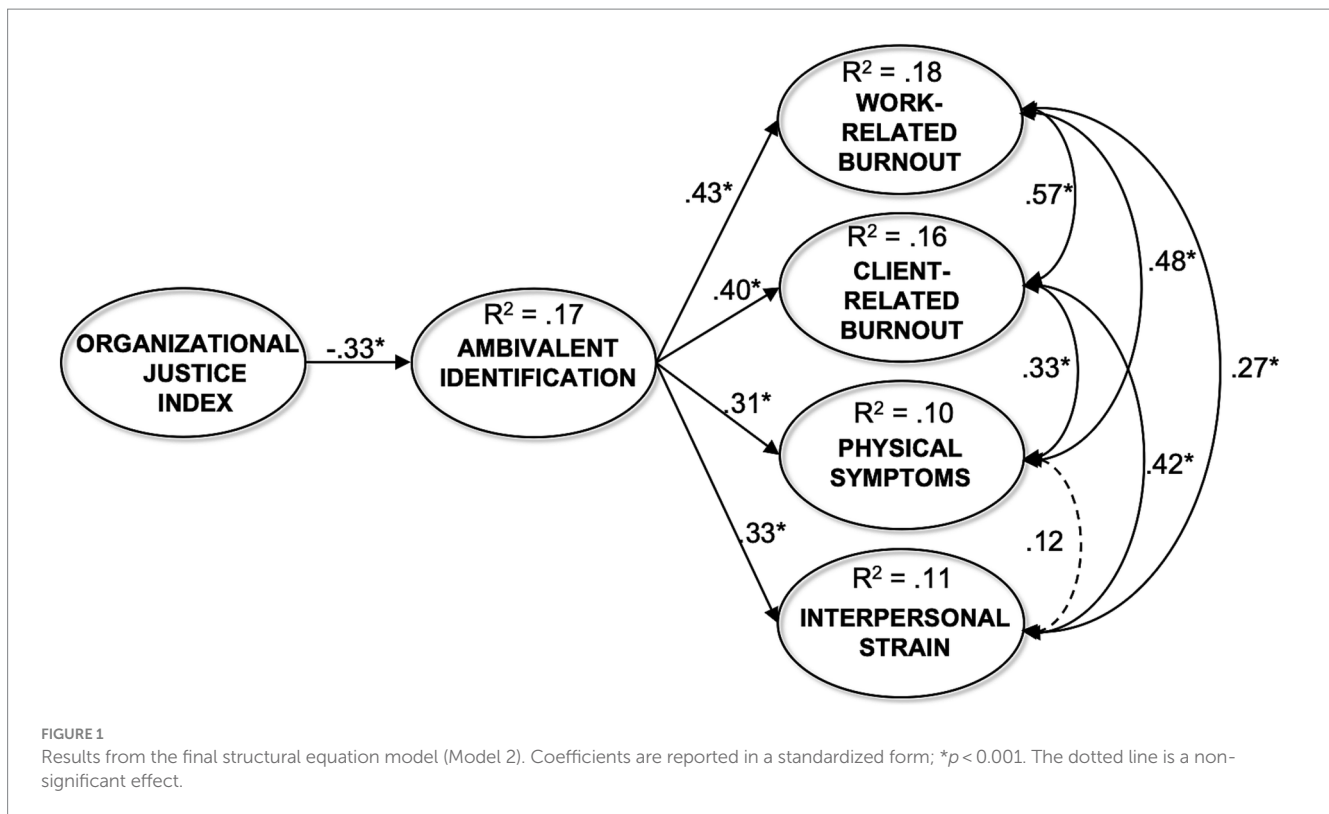 ORGANIZATIONAL
JUSTICE
INDEX
-.33*
R² = .17
AMBIVALENT
IDENTIFICATION
.43*
.40*
.31*
.33*
R² = .18
WORK-
RELATED
BURNOUT
R² = .16
CLIENT-
RELATED
BURNOUT
R² = .10
PHYSICAL
SYMPTOMS
R² = .11
INTERPERSONAL
STRAIN
.57*
.48*
.33*
.27*
.42*
.12
FIGURE 1
Results from the final structural equation model (Model 2). Coefficients are reported in a standardized form; *p < 0.001. The dotted line is a non-
significant effect.